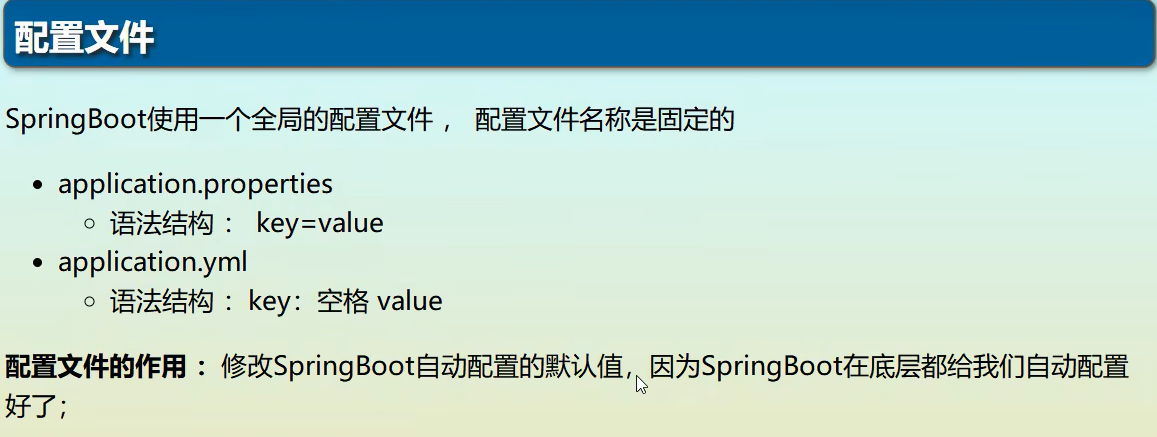 配置文件
SpringBoot使用一个全局的配置文件 ， 配置文件名称是固定的
application.properties
语法结构 ： key=value
application.yml
语法结构 ：key：空格 value
配置文件的作用 ：修改SpringBoot自动配置的默认值，因为SpringBoot在底层都给我们自动配置
好了；